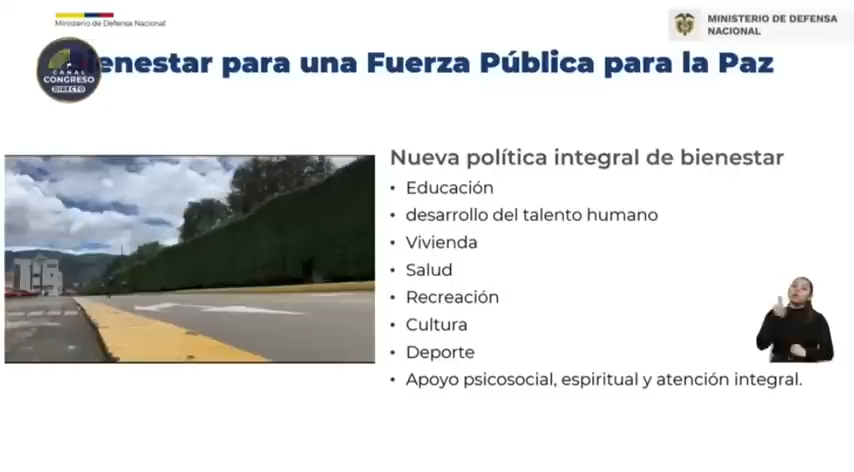 Ministerio de Defensa Nacional
MINISTERIO DE DEFENSA
NACIONAL
CANAL
CONGRESO
DIRECTO
Bienestar para una Fuerza Pública para la Paz
Nueva política integral de bienestar
• Educación
• desarrollo del talento humano
• Vivienda
• Salud
• Recreación
• Cultura
• Deporte
• Apoyo psicosocial, espiritual y atención integral.